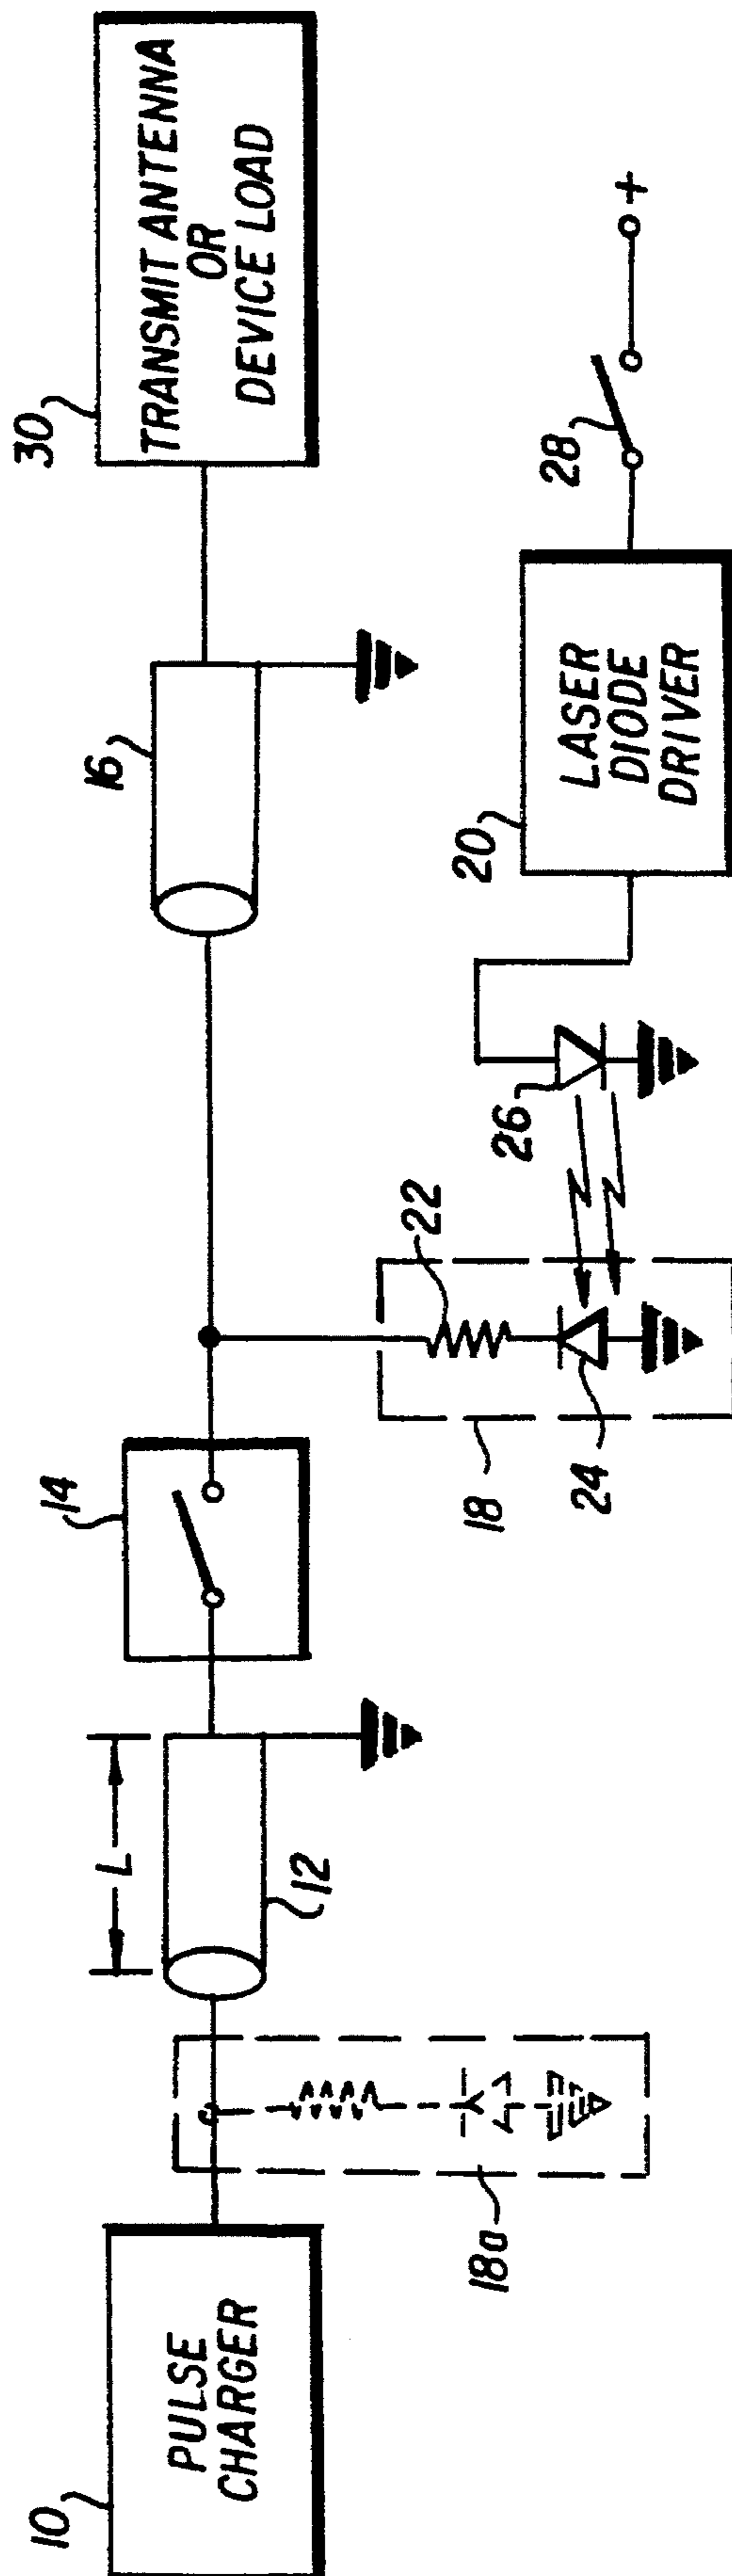 10
PULSE
CHARGER
18a
L
12
14
18
22
24
26
16
20
LASER
DIODE
DRIVER
28
+
30
TRANSMIT ANTENNA
OR
DEVICE LOAD